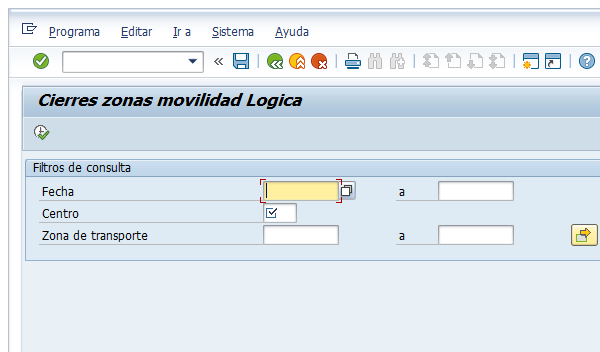 Programa Editar Ir a Sistema Ayuda
Cierres zonas movilidad Logica
Filtros de consulta
Fecha a
Centro
Zona de transporte a